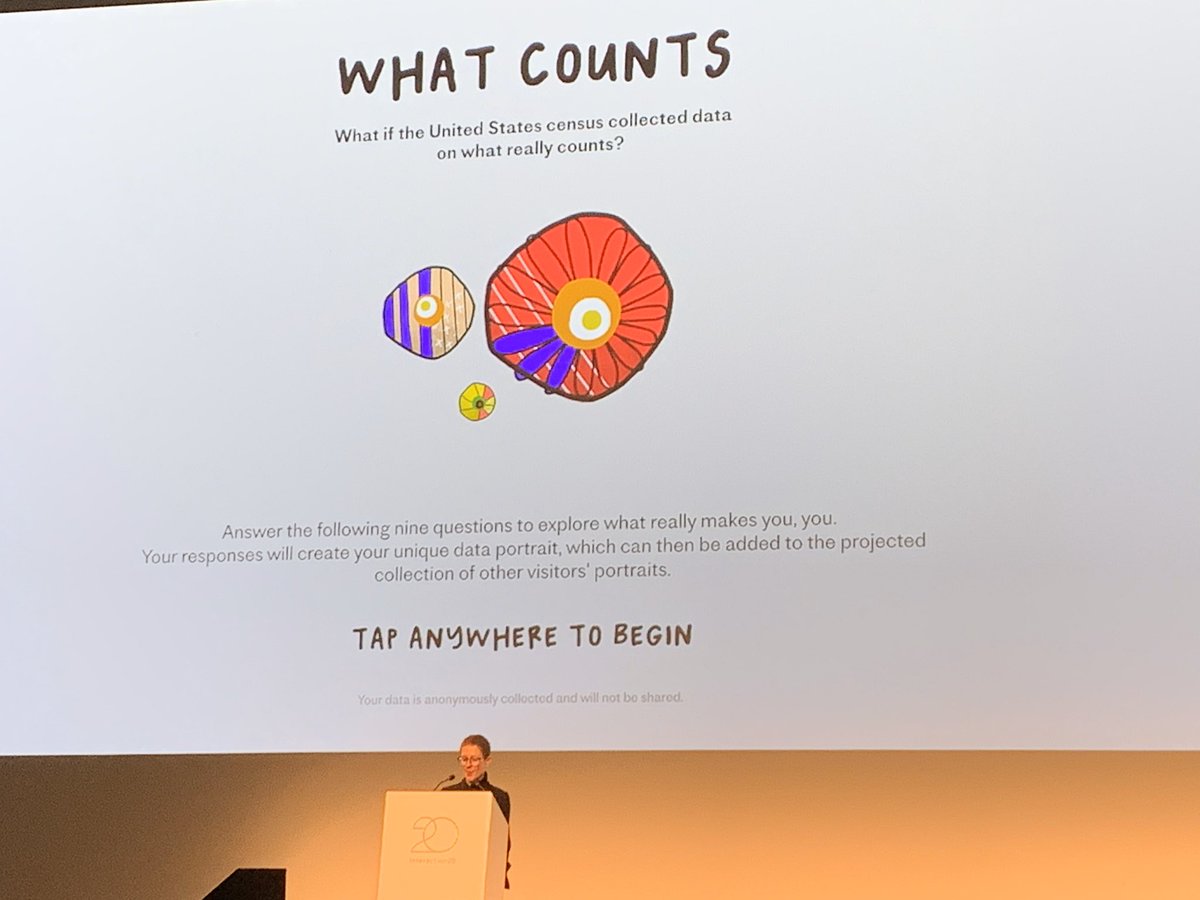 WHAT COUNTS
What if the United States census collected data
on what really counts?
Answer the following nine questions to explore what really makes you, you.
Your responses will create your unique data portrait, which can then be added to the projected
collection of other visitors' portraits.
TAP ANYWHERE TO BEGIN
Your data is anonymously collected and will not be shared.
20